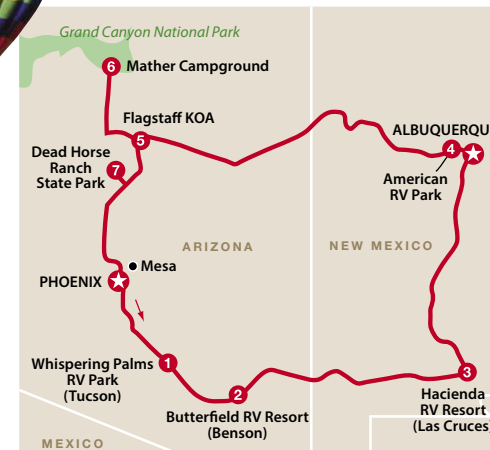 Grand Canyon National Park
6 Mather Campground
Flagstaff KOA
5
ALBUQUERQU
4
Dead Horse
Ranch
State Park
7
American
RV Park
ARIZONA
NEW MEXICO
Mesa
PHOENIX
Whispering Palms
RV Park
(Tucson)
1
3
Hacienda
RV Resort
(Las Cruces
2
Butterfield RV Resort
(Benson)
MEXICO